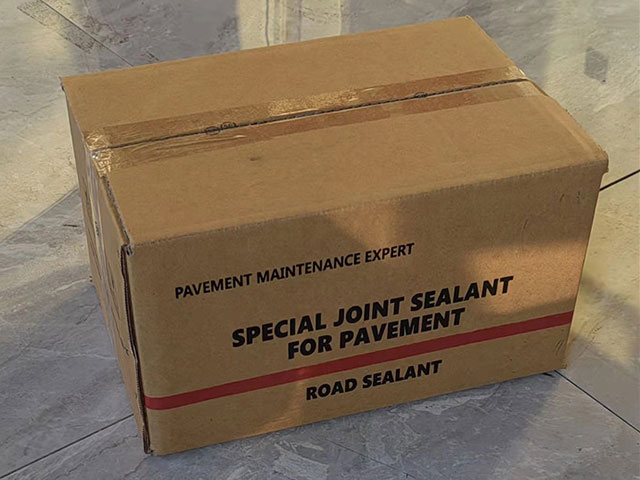 PAVEMENT MAINTENANCE EXPERT
SPECIAL JOINT SEALANT
FOR PAVEMENT
ROAD SEALANT